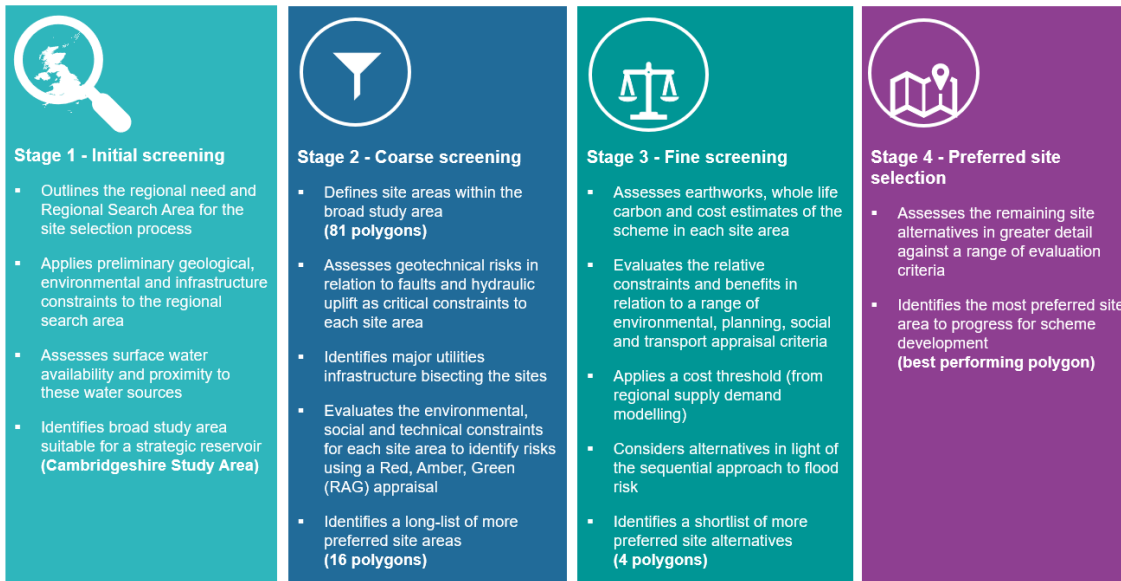 Stage 1 - Initial screening
▪ Outlines the regional need and
Regional Search Area for the
site selection process
▪ Applies preliminary geological,
environmental and infrastructure
constraints to the regional
search area
▪ Assesses surface water
availability and proximity to
these water sources
▪ Identifies broad study area
suitable for a strategic reservoir
(Cambridgeshire Study Area)
Stage 2 - Coarse screening
▪ Defines site areas within the
broad study area
(81 polygons)
▪ Assesses geotechnical risks in
relation to faults and hydraulic
uplift as critical constraints to
each site area
▪ Identifies major utilities
infrastructure bisecting the sites
▪ Evaluates the environmental,
social and technical constraints
for each site area to identify risks
using a Red, Amber, Green
(RAG) appraisal
▪ Identifies a long-list of more
preferred site areas
(16 polygons)
Stage 3 - Fine screening
▪ Assesses earthworks, whole life
carbon and cost estimates of the
scheme in each site area
▪ Evaluates the relative
constraints and benefits in
relation to a range of
environmental, planning, social
and transport appraisal criteria
▪ Applies a cost threshold (from
regional supply demand
modelling)
▪ Considers alternatives in light of
the sequential approach to flood
risk
▪ Identifies a shortlist of more
preferred site alternatives
(4 polygons)
Stage 4 - Preferred site
selection
▪ Assesses the remaining site
alternatives in greater detail
against a range of evaluation
criteria
▪ Identifies the most preferred site
area to progress for scheme
development
(best performing polygon)